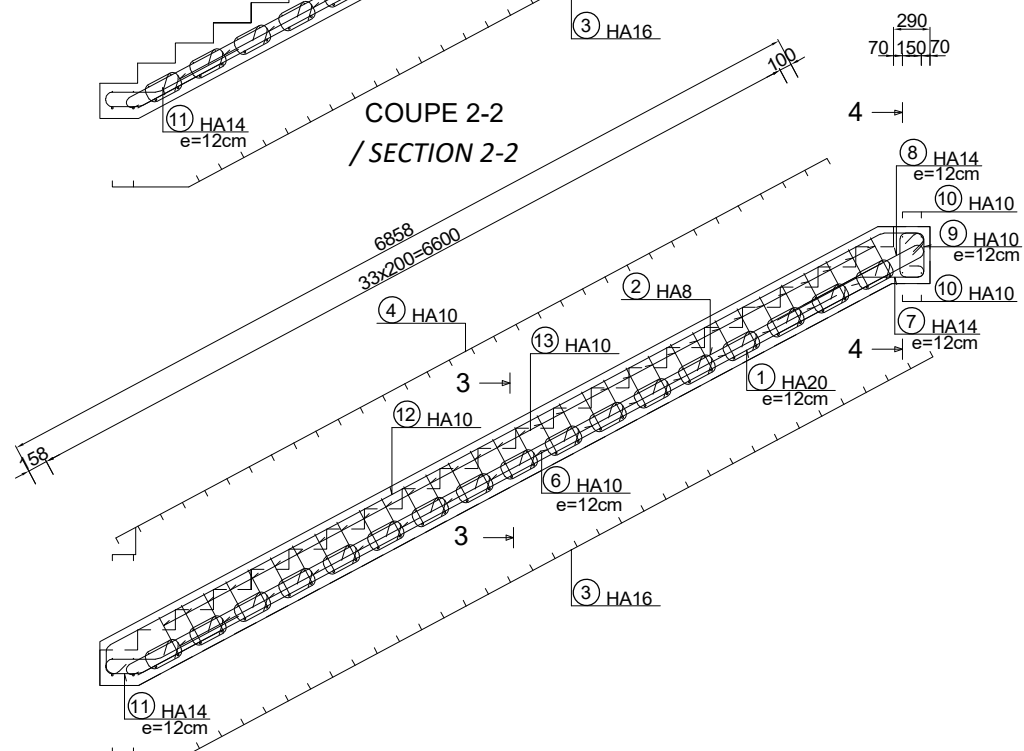 ③ HA16
290
70 150 70
100
⑪ HA14
e=12cm
COUPE 2-2
/ SECTION 2-2
4
⑧ HA14
e=12cm
⑩ HA10
6858
33x200=6600
⑨ HA10
e=12cm
② HA8
⑩ HA10
④ HA10
⑦ HA14
e=12cm
⑬ HA10
4
3
① HA20
e=12cm
⑫ HA10
158
⑥ HA10
e=12cm
3
③ HA16
⑪ HA14
e=12cm